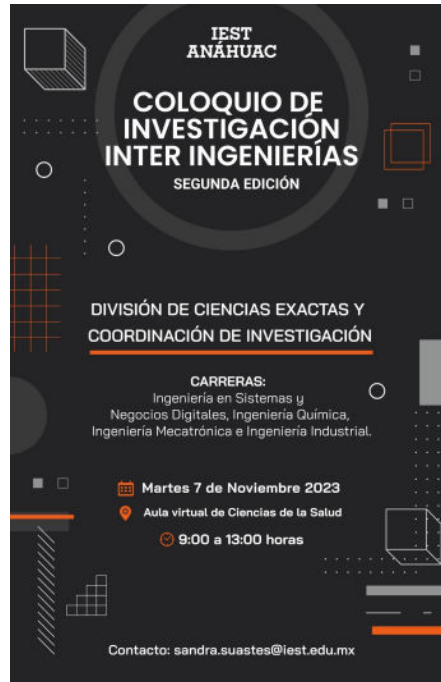 IEST
ANÁHUAC
COLOQUIO DE
INVESTIGACIÓN
INTER INGENIERÍAS
SEGUNDA EDICIÓN
DIVISIÓN DE CIENCIAS EXACTAS Y
COORDINACIÓN DE INVESTIGACIÓN
CARRERAS:
Ingeniería en Sistemas y
Negocios Digitales, Ingeniería Química,
Ingeniería Mecatrónica e Ingeniería Industrial.
Martes 7 de Noviembre 2023
Aula virtual de Ciencias de la Salud
9:00 a 13:00 horas
Contacto: sandra.suastes@iest.edu.mx